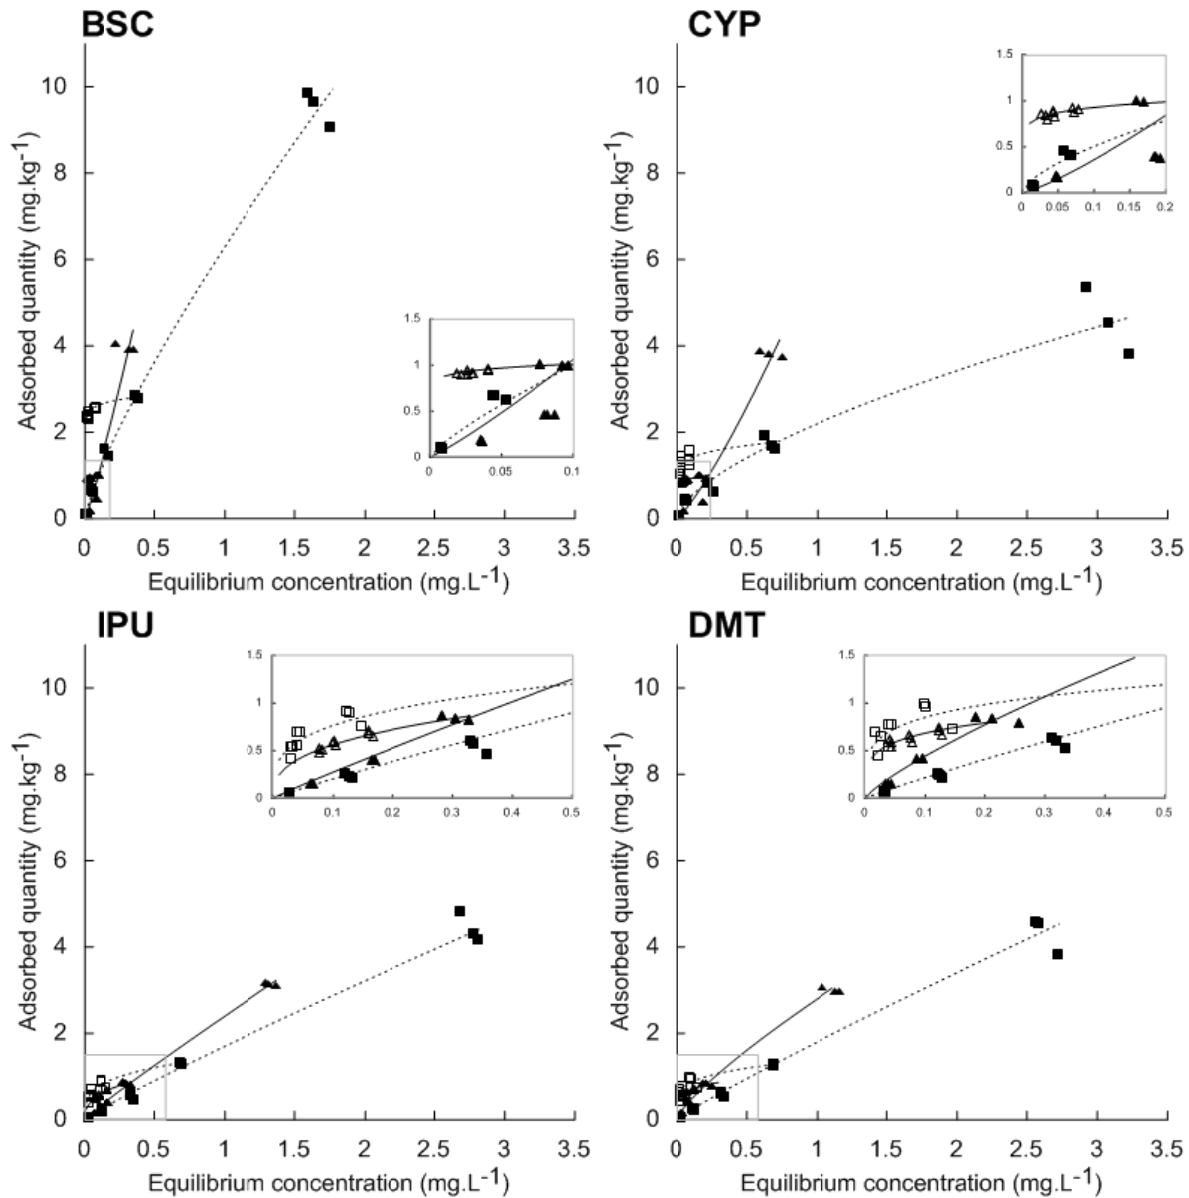 BSC
Adsorbed quantity (mg.kg-1)
10
8
6
4
2
0
0 0.5 1 1.5 2 2.5 3 3.5
Equilibrium concentration (mg.L-1)
1.5
1
0.5
0
0 0.05 0.1
CYP
Adsorbed quantity (mg.kg-1)
10
8
6
4
2
0
0 0.5 1 1.5 2 2.5 3 3.5
Equilibrium concentration (mg.L-1)
1.5
1
0.5
0
0 0.05 0.1 0.15 0.2
IPU
Adsorbed quantity (mg.kg-1)
10
8
6
4
2
0
0 0.5 1 1.5 2 2.5 3 3.5
Equilibrium concentration (mg.L-1)
1.5
1
0.5
0
0 0.1 0.2 0.3 0.4 0.5
DMT
Adsorbed quantity (mg.kg-1)
10
8
6
4
2
0
0 0.5 1 1.5 2 2.5 3 3.5
Equilibrium concentration (mg.L-1)
1.5
1
0.5
0
0 0.1 0.2 0.3 0.4 0.5